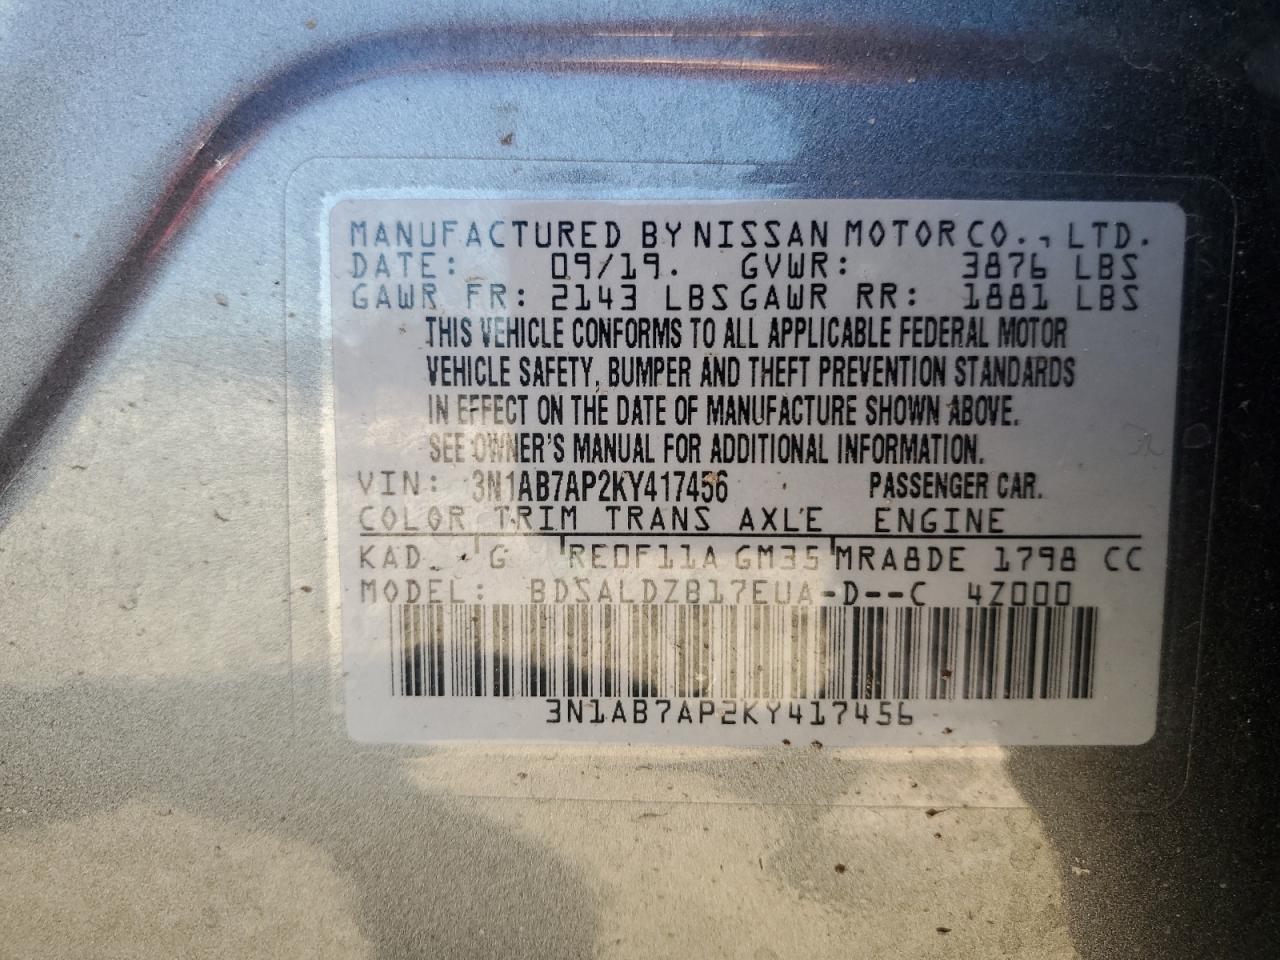 MANUFACTURED BY NISSAN MOTOR CO., LTD.
DATE: 09/19. GVWR: 3876 LBS
GAWR FR: 2143 LBS GAWR RR: 1881 LBS
THIS VEHICLE CONFORMS TO ALL APPLICABLE FEDERAL MOTOR
VEHICLE SAFETY, BUMPER AND THEFT PREVENTION STANDARDS
IN EFFECT ON THE DATE OF MANUFACTURE SHOWN ABOVE.
SEE OWNER'S MANUAL FOR ADDITIONAL INFORMATION.
VIN: 3N1AB7AP2KY417456 PASSENGER CAR.
COLOR TRIM TRANS AXLE ENGINE
KAD G RE0F11A GM35 MRA8DE 1798 CC
MODEL: BDSALDZB17EUA-D--C 4Z000
3N1AB7AP2KY417456